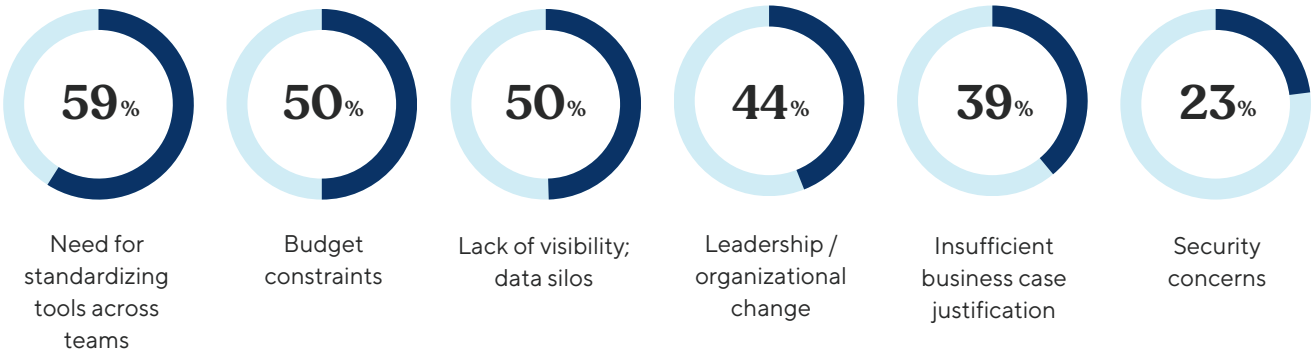 59%
Need for
standardizing
tools across
teams
50%
Budget
constraints
50%
Lack of visibility;
data silos
44%
Leadership /
organizational
change
39%
Insufficient
business case
justification
23%
Security
concerns